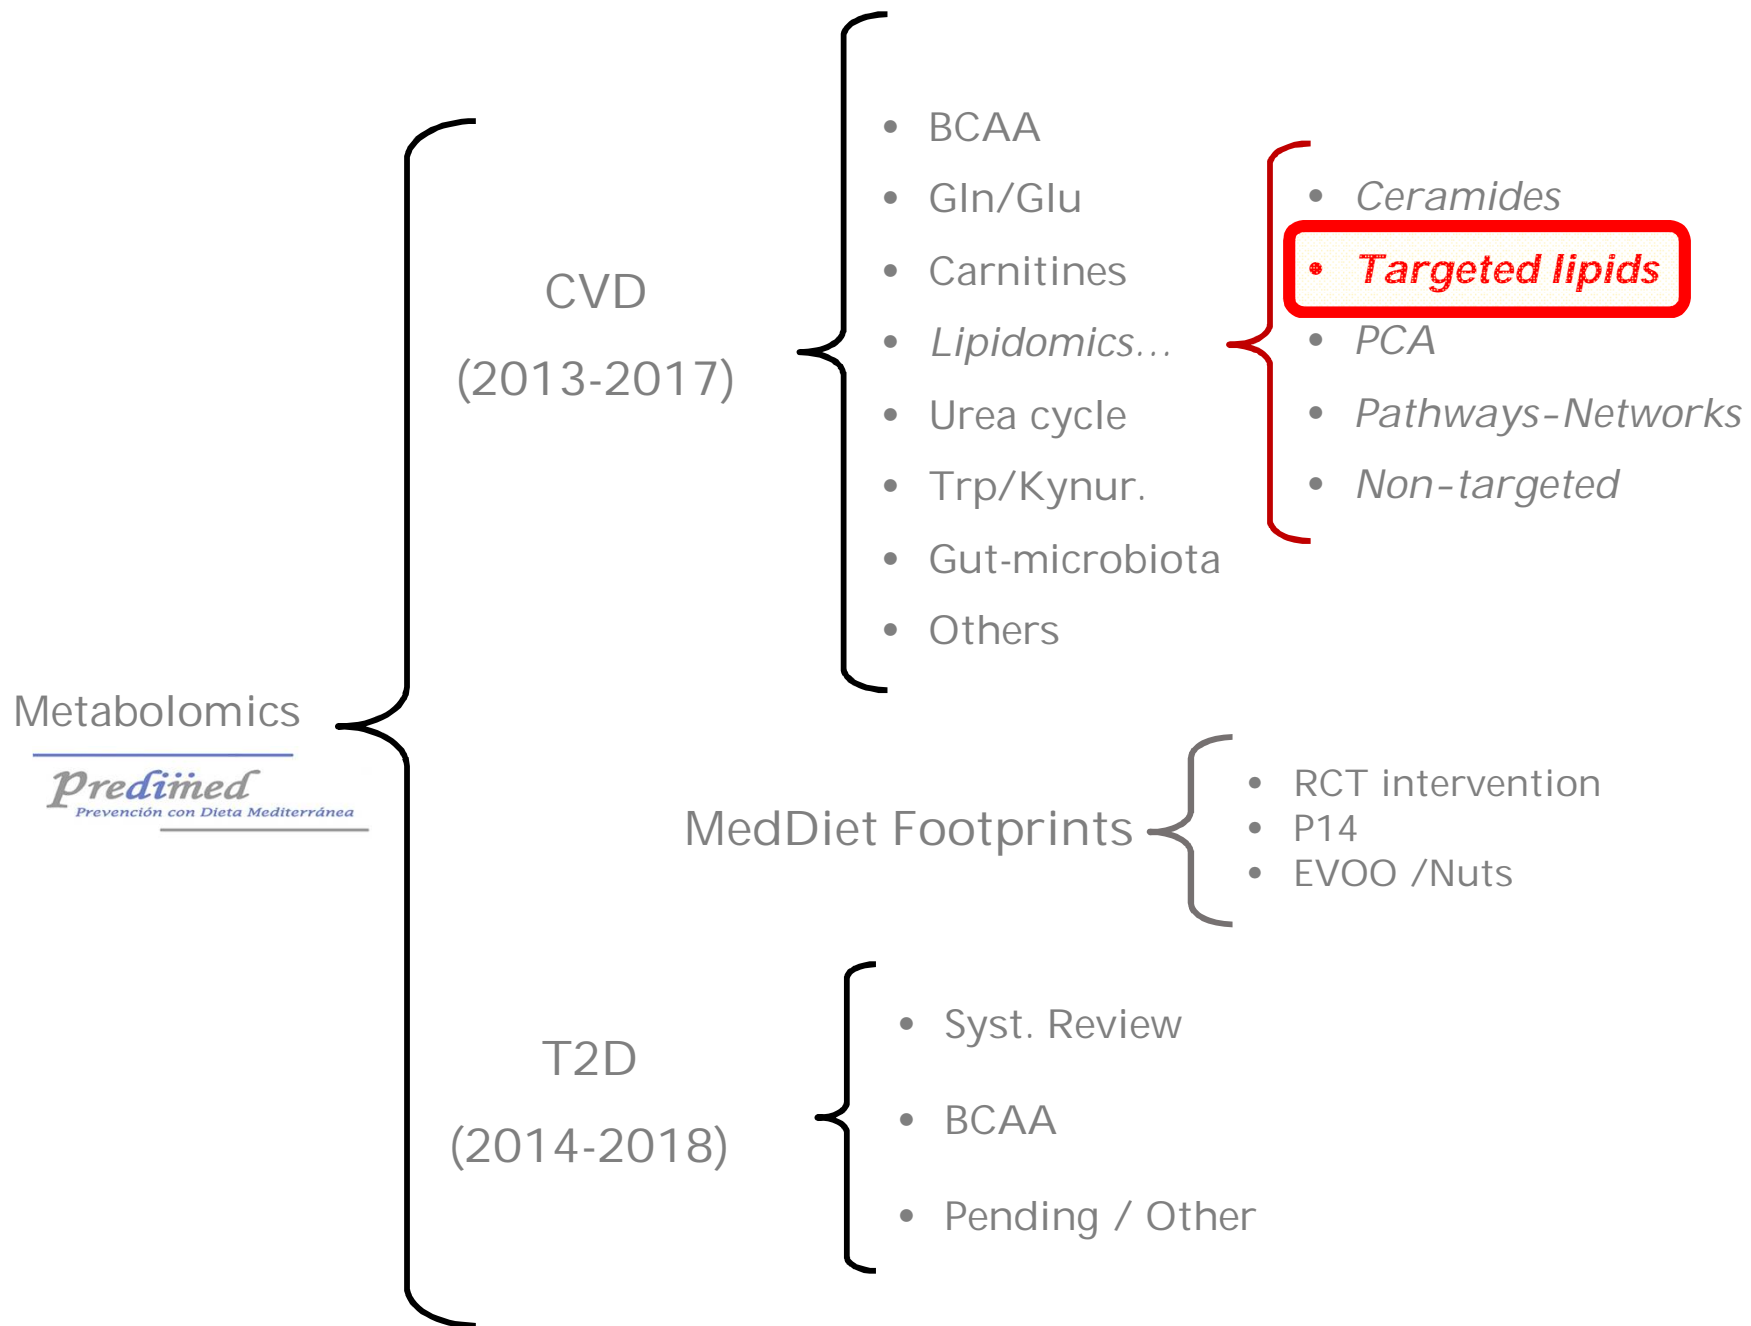 Metabolomics
Predimed
Prevención con Dieta Mediterránea
CVD
(2013-2017)
• BCAA
• Gln/Glu
• Carnitines
• Lipidomics...
• Urea cycle
• Trp/Kynur.
• Gut-microbiota
• Others
• Ceramides
• Targeted lipids
• PCA
• Pathways-Networks
• Non-targeted
MedDiet Footprints
• RCT intervention
• P14
• EVOO /Nuts
T2D
(2014-2018)
• Syst. Review
• BCAA
• Pending / Other